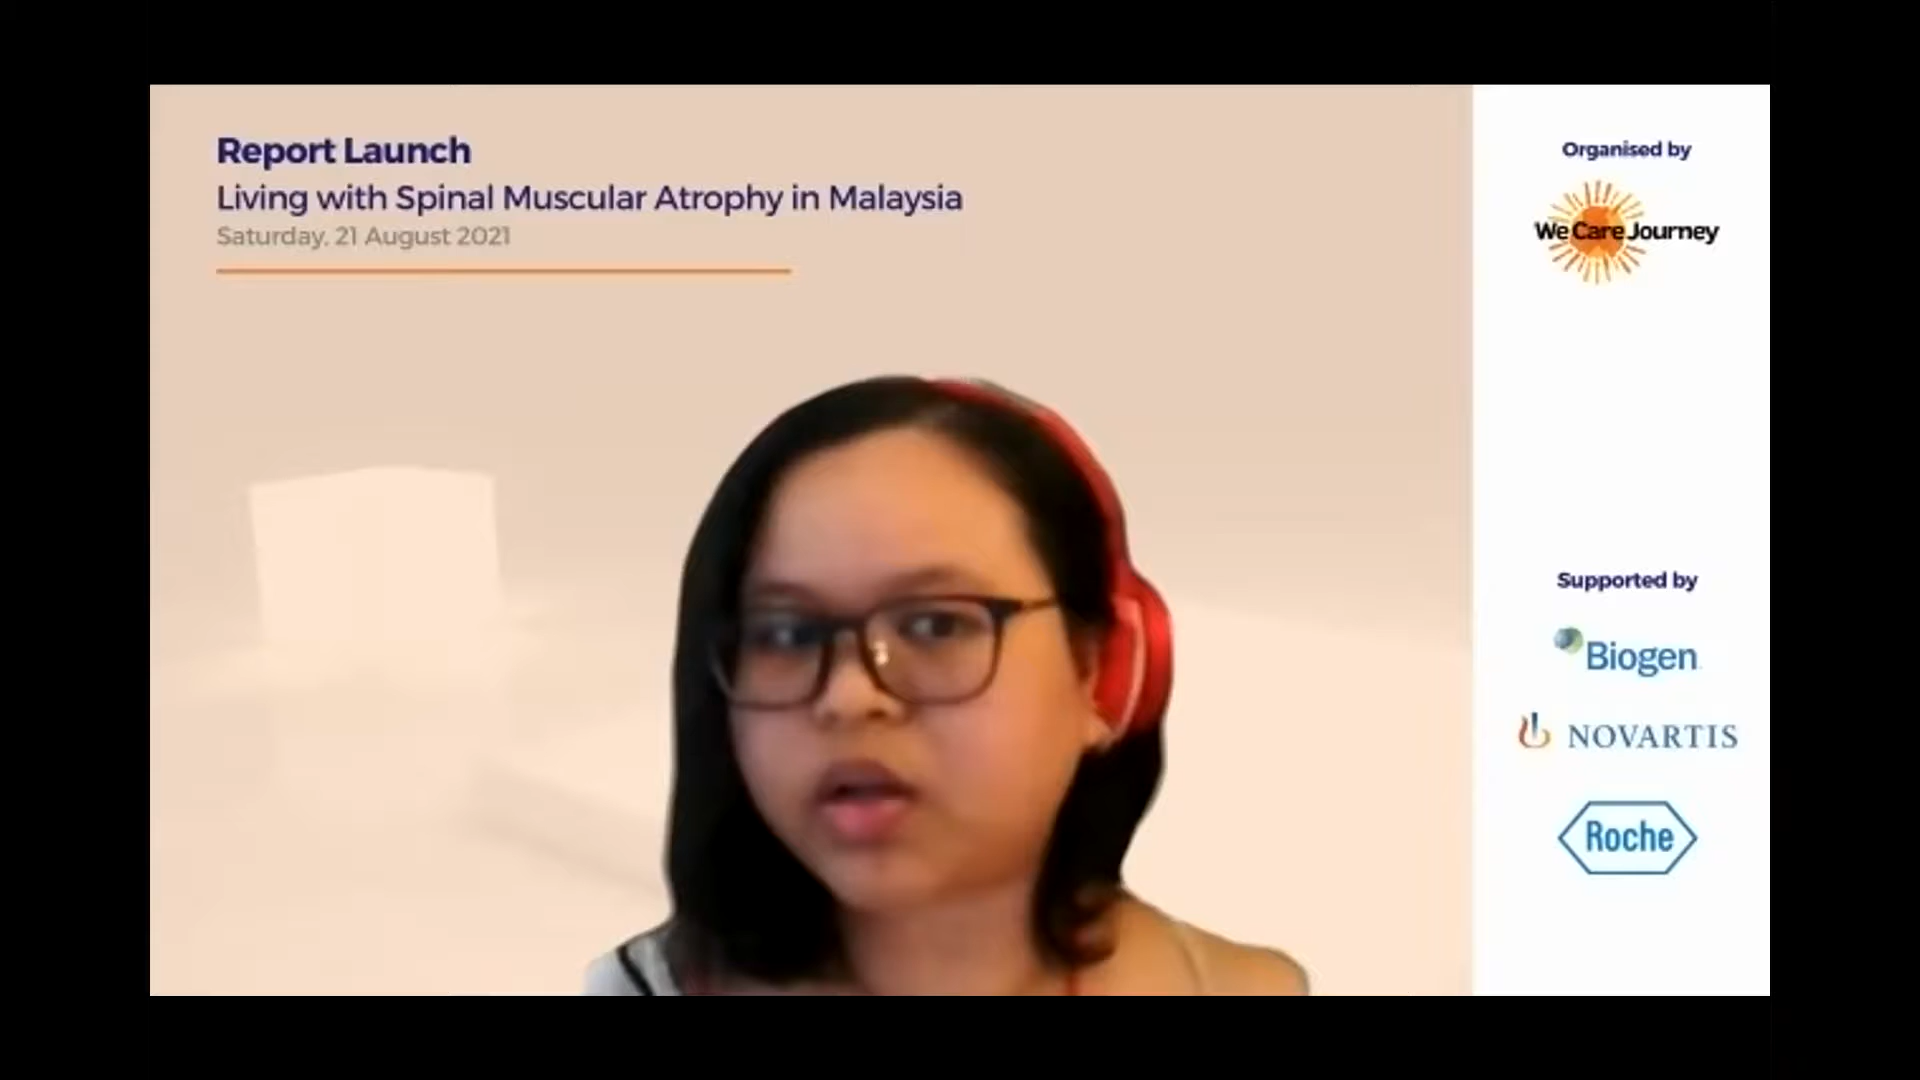 Report Launch
Living with Spinal Muscular Atrophy in Malaysia
Saturday, 21 August 2021
Organised by
We Care Journey
Supported by
Biogen
NOVARTIS
Roche